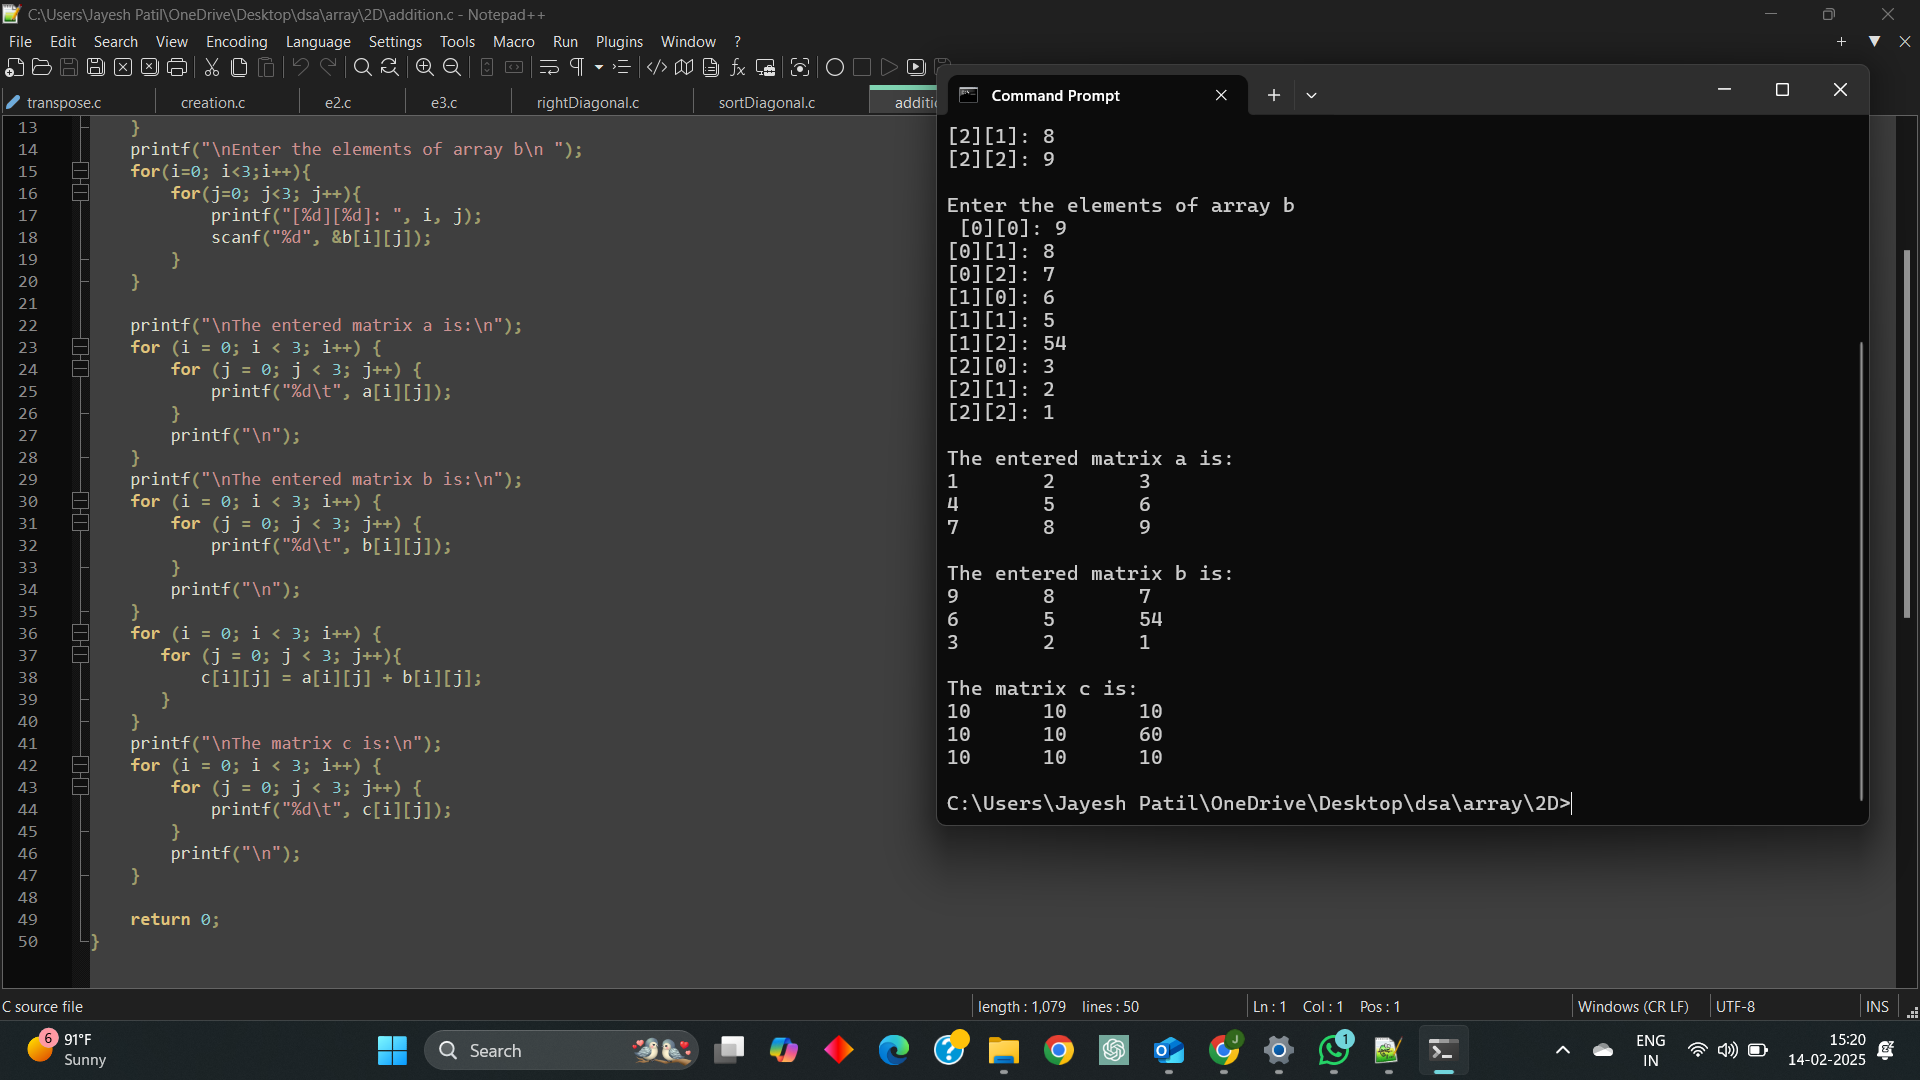 C:\Users\Jayesh Patil\OneDrive\Desktop\dsa\array\2D\addition.c - Notepad++
File Edit Search View Encoding Language Settings Tools Macro Run Plugins Window ?
transpose.c creation.c e2.c e3.c rightDiagonal.c sortDiagonal.c additi
13 }
14 printf("\nEnter the elements of array b\n ");
15 for(i=0; i<3;i++){
16 for(j=0; j<3; j++){
17 printf("[%d][%d]: ", i, j);
18 scanf("%d", &b[i][j]);
19 }
20 }
21
22 printf("\nThe entered matrix a is:\n");
23 for (i = 0; i < 3; i++) {
24 for (j = 0; j < 3; j++) {
25 printf("%d\t", a[i][j]);
26 }
27 printf("\n");
28 }
29 printf("\nThe entered matrix b is:\n");
30 for (i = 0; i < 3; i++) {
31 for (j = 0; j < 3; j++) {
32 printf("%d\t", b[i][j]);
33 }
34 printf("\n");
35 }
36 for (i = 0; i < 3; i++) {
37 for (j = 0; j < 3; j++){
38 c[i][j] = a[i][j] + b[i][j];
39 }
40 }
41 printf("\nThe matrix c is:\n");
42 for (i = 0; i < 3; i++) {
43 for (j = 0; j < 3; j++) {
44 printf("%d\t", c[i][j]);
45 }
46 printf("\n");
47 }
48
49 return 0;
50 }
Command Prompt
[2][1]: 8
[2][2]: 9
Enter the elements of array b
[0][0]: 9
[0][1]: 8
[0][2]: 7
[1][0]: 6
[1][1]: 5
[1][2]: 54
[2][0]: 3
[2][1]: 2
[2][2]: 1
The entered matrix a is:
1 2 3
4 5 6
7 8 9
The entered matrix b is:
9 8 7
6 5 54
3 2 1
The matrix c is:
10 10 10
10 10 60
10 10 10
C:\Users\Jayesh Patil\OneDrive\Desktop\dsa\array\2D>
C source file length : 1,079 lines : 50 Ln : 1 Col : 1 Pos : 1 Windows (CR LF) UTF-8 INS
6 91°F
Sunny
Search
J
1
ENG
IN
15:20
14-02-2025